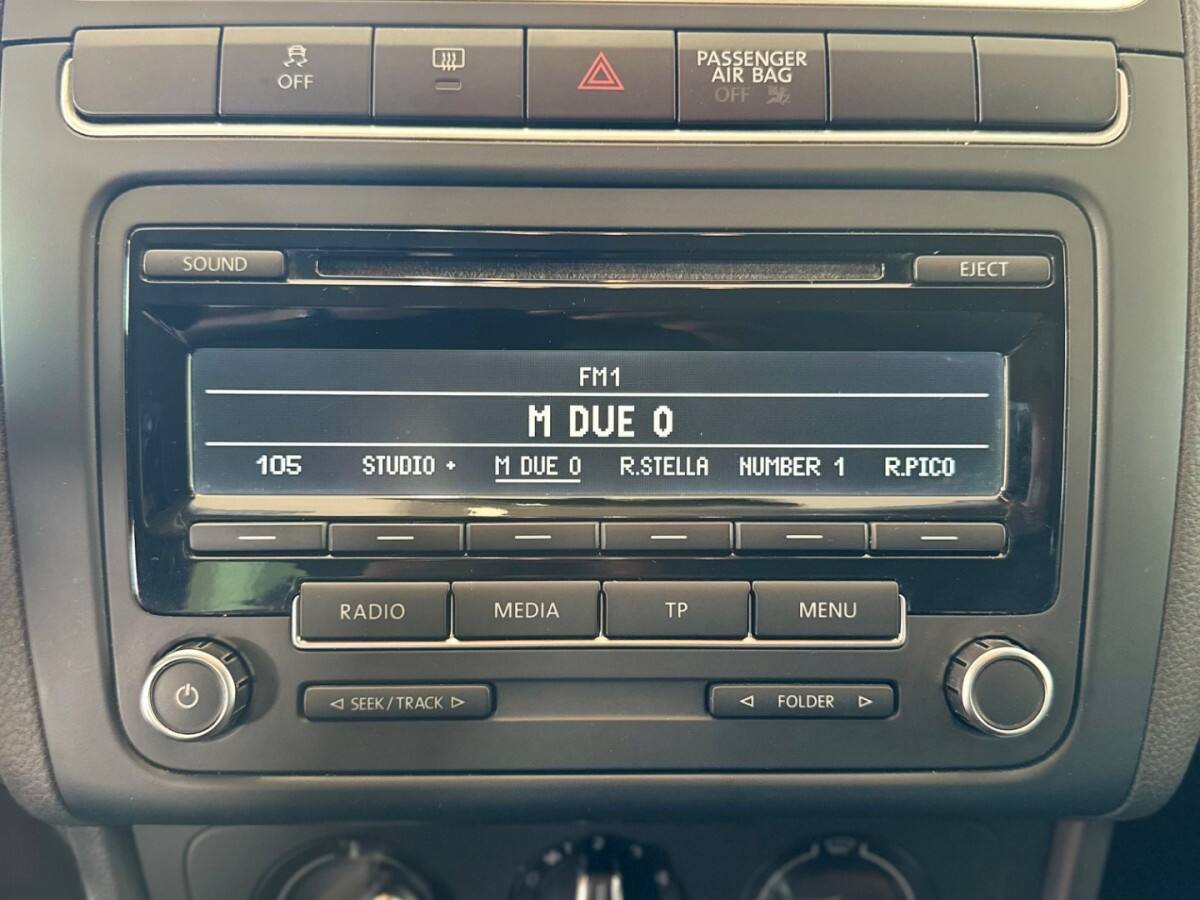 OFF
PASSENGER
AIR BAG
OFF
SOUND EJECT
FM1
M DUE O
105 STUDIO + M DUE O R.STELLA NUMBER 1 R.PICO
RADIO MEDIA TP MENU
SEEK/TRACK FOLDER